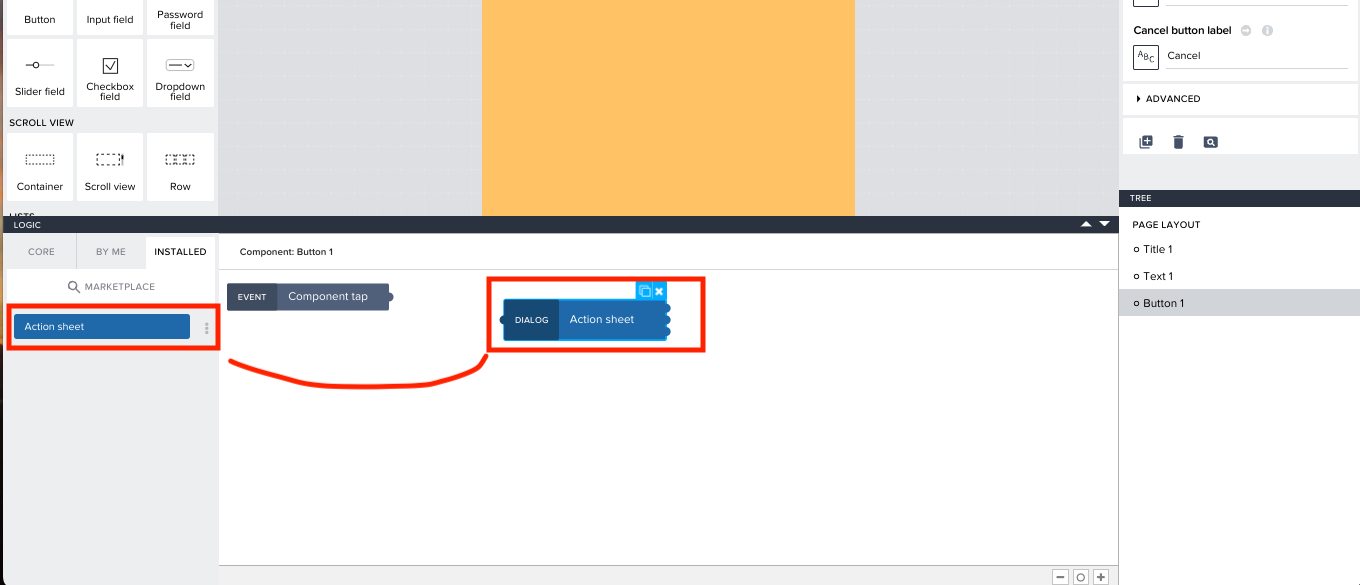 Button
Input field
Password
field
Slider field
Checkbox
field
Dropdown
field
SCROLL VIEW
Container
Scroll view
Row
LISTS
LOGIC
CORE
BY ME
INSTALLED
MARKETPLACE
Action sheet
Component: Button 1
EVENT
Component tap
DIALOG
Action sheet
Cancel button label
ABC
Cancel
ADVANCED
TREE
PAGE LAYOUT
Title 1
Text 1
Button 1